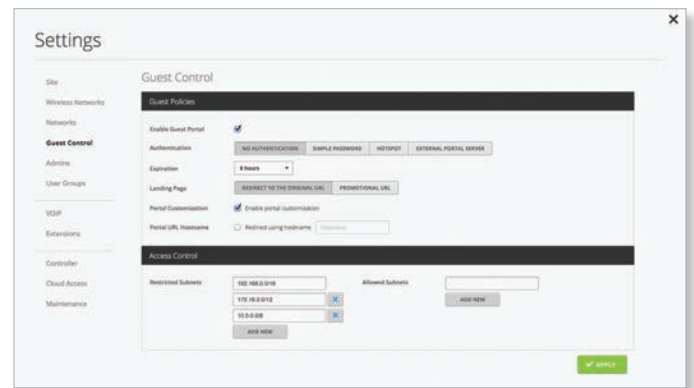 Settings
Site
Wireless Networks
Networks
Guest Control
Admins
User Groups
VOIP
Extensions
Controller
Cloud Access
Maintenance
Guest Control
Guest Policies
Enable Guest Portal
Authentication NO AUTHENTICATION SIMPLE PASSWORD HOTSPOT EXTERNAL PORTAL SERVER
Expiration 8 hours
Landing Page REDIRECT TO THE ORIGINAL URL PROMOTIONAL URL
Portal Customization Enable portal customization
Portal URL Hostname Redirect using hostname
Access Control
Restricted Subnets 192.168.0.0/16 Allowed Subnets
172.16.0.0/12 ADD NEW
10.0.0.0/8
ADD NEW
APPLY